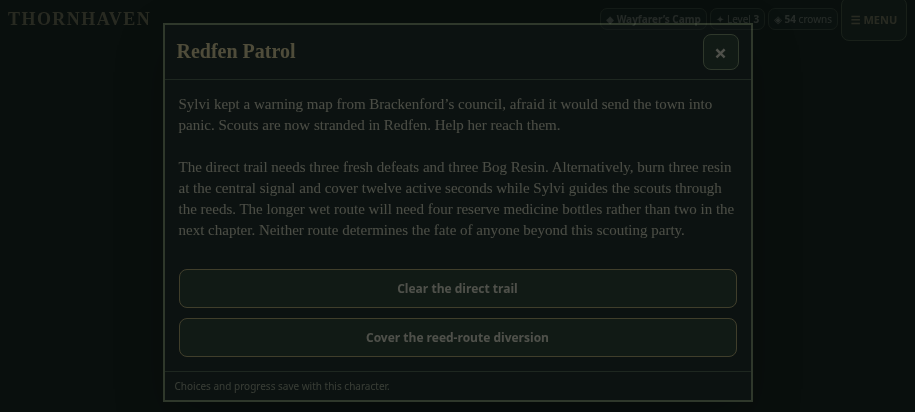 THORNHAVEN
◆ Wayfarer's Camp
✦ Level 3
◈ 54 crowns
☰ MENU
Redfen Patrol
×
Sylvi kept a warning map from Brackenford’s council, afraid it would send the town into
panic. Scouts are now stranded in Redfen. Help her reach them.
The direct trail needs three fresh defeats and three Bog Resin. Alternatively, burn three resin
at the central signal and cover twelve active seconds while Sylvi guides the scouts through
the reeds. The longer wet route will need four reserve medicine bottles rather than two in the
next chapter. Neither route determines the fate of anyone beyond this scouting party.
Clear the direct trail
Cover the reed-route diversion
Choices and progress save with this character.